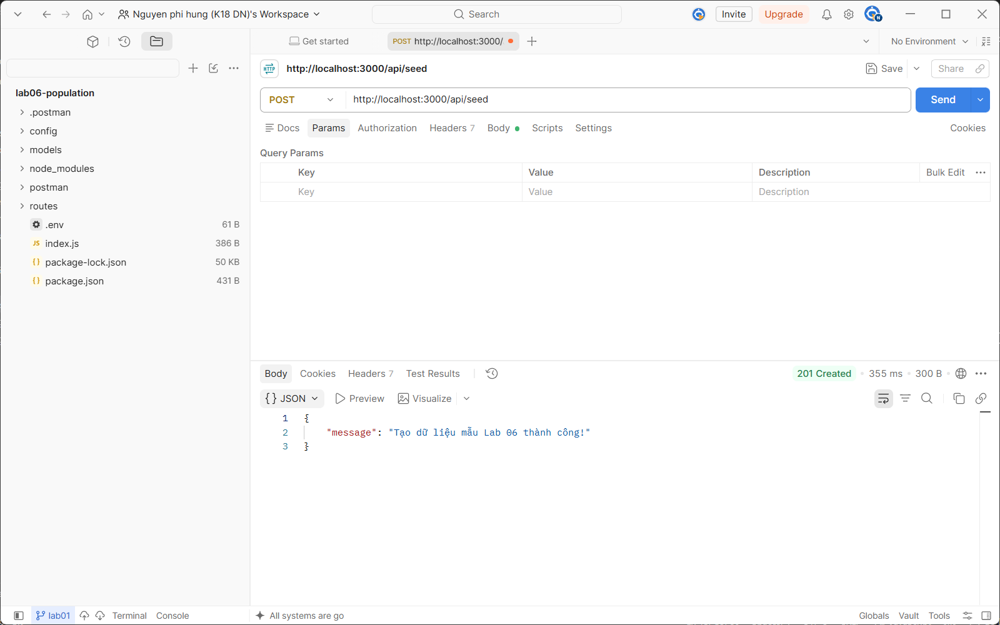 Nguyen phi hung (K18 DN)'s Workspace
Search
Invite
Upgrade
N
Get started
POST http://localhost:3000/
No Environment
HTTP http://localhost:3000/api/seed
Save
Share
lab06-population
.postman
config
models
node_modules
postman
routes
.env 61 B
JS index.js 386 B
{} package-lock.json 50 KB
{} package.json 431 B
POST http://localhost:3000/api/seed
Send
Docs Params Authorization Headers 7 Body Scripts Settings Cookies
Query Params
Key Value Description Bulk Edit
Key Value Description
Body Cookies Headers 7 Test Results
201 Created 355 ms 300 B
{} JSON Preview Visualize
1 {
2 "message": "Tạo dữ liệu mẫu Lab 06 thành công!"
3 }
lab01 Terminal Console
All systems are go
Globals Vault Tools